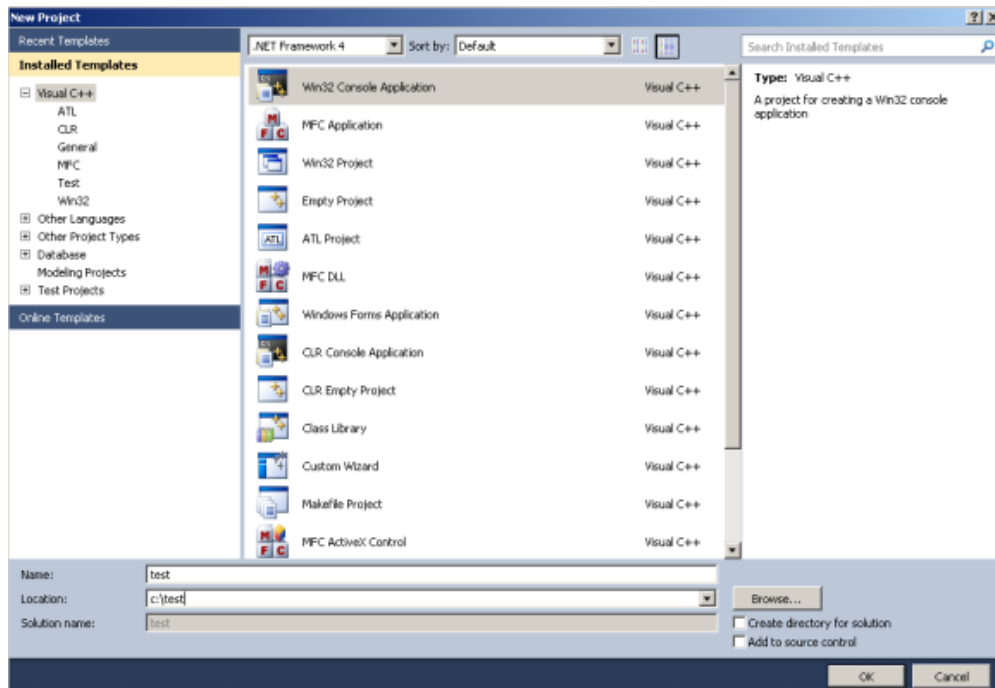 New Project
Recent Templates
Installed Templates
Visual C++
ATL
CLR
General
MFC
Test
Win32
Other Languages
Other Project Types
Database
Modeling Projects
Test Projects
Online Templates
.NET Framework 4 Sort by: Default
Win32 Console Application Visual C++
MFC Application Visual C++
Win32 Project Visual C++
Empty Project Visual C++
ATL Project Visual C++
MFC DLL Visual C++
Windows Forms Application Visual C++
CLR Console Application Visual C++
CLR Empty Project Visual C++
Class Library Visual C++
Custom Wizard Visual C++
Makefile Project Visual C++
MFC ActiveX Control Visual C++
Search Installed Templates
Type: Visual C++
A project for creating a Win32 console
application
Name: test
Location: c:\test Browse...
Solution name: test
Create directory for solution
Add to source control
OK Cancel